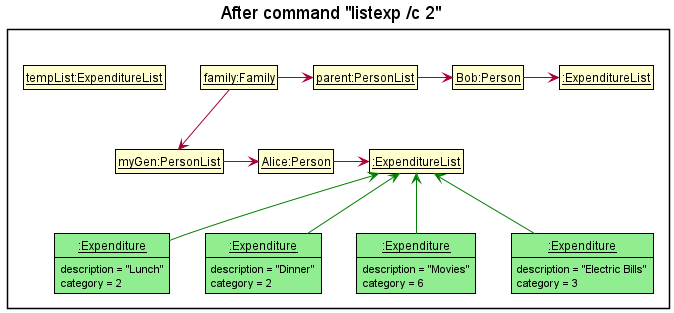 After command "listexp /c 2"
tempList:ExpenditureList
family:Family
parent:PersonList
Bob:Person
:ExpenditureList
myGen:PersonList
Alice:Person
:ExpenditureList
:Expenditure
description = "Lunch"
category = 2
:Expenditure
description = "Dinner"
category = 2
:Expenditure
description = "Movies"
category = 6
:Expenditure
description = "Electric Bills"
category = 3